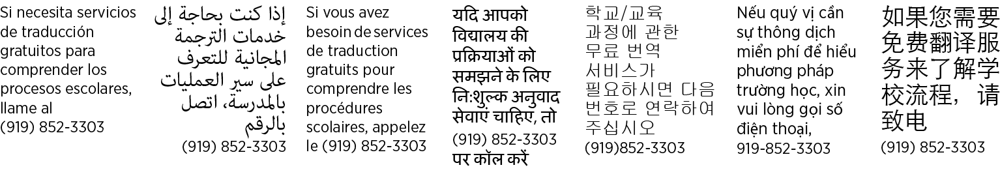 Si necesita servicios
de traducción
gratuitos para
comprender los
procesos escolares,
llame al
(919) 852-3303
إذا كنت بحاجة إلى
خدمات الترجمة
المجانية للتعرف
على سير العمليات
بالمدرسة، اتصل
بالرقم
(919) 852-3303
Si vous avez
besoin de services
de traduction
gratuits pour
comprendre les
procédures
scolaires, appelez
le (919) 852-3303
यदि आपको
विद्यालय की
प्रक्रियाओं को
समझने के लिए
नि:शुल्क अनुवाद
सेवाएं चाहिए, तो
(919) 852-3303
पर कॉल करें
학교/교육
과정에 관한
무료 번역
서비스가
필요하시면 다음
번호로 연락하여
주십시오
(919)852-3303
Nếu quý vị cần
sự thông dịch
miễn phí để hiểu
phương pháp
trường học, xin
vui lòng gọi số
điện thoại,
919-852-3303
如果您需要
免费翻译服
务来了解学
校流程，请
致电
(919) 852-3303